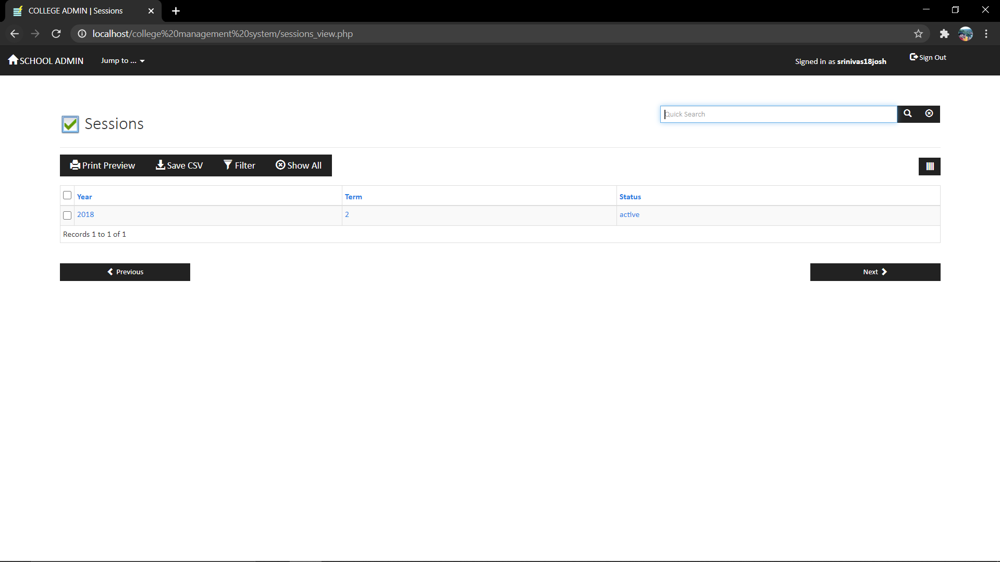 COLLEGE ADMIN | Sessions
localhost/college%20management%20system/sessions_view.php
SCHOOL ADMIN Jump to ... Signed in as srinivas18josh Sign Out
Quick Search
Sessions
Print Preview Save CSV Filter Show All
Year Term Status
2018 2 active
Records 1 to 1 of 1
Previous Next